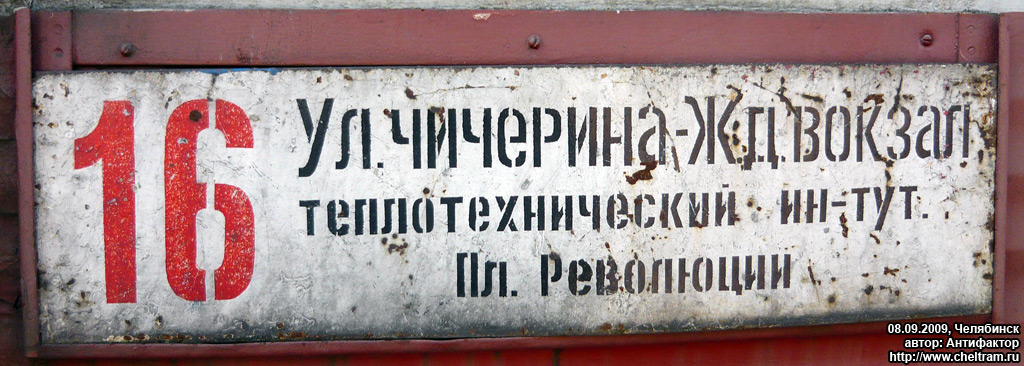 16
Ул. Чичерина-Ж.д. вокзал
теплотехнический ин-тут.
Пл. Революции
08.09.2009, Челябинск
автор: Антифактор
http://www.cheltram.ru/